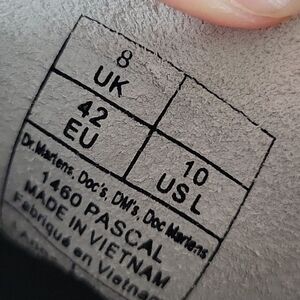 8
UK
42
EU
10
US L
Dr. Martens, Doc's, DM's, Doc Martens
1460 PASCAL
MADE IN VIETNAM
Fabriqué en Vietnam